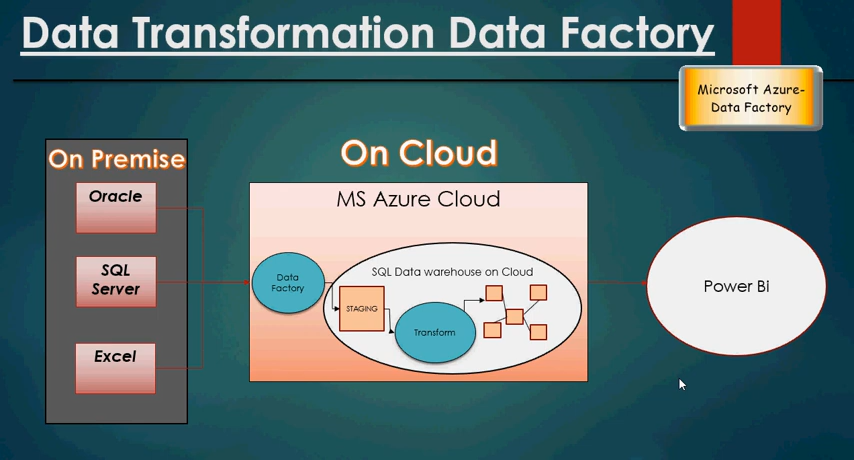 Data Transformation Data Factory
Microsoft Azure-
Data Factory
On Premise
Oracle
SQL
Server
Excel
On Cloud
MS Azure Cloud
Data
Factory
SQL Data warehouse on Cloud
STAGING
Transform
Power Bi